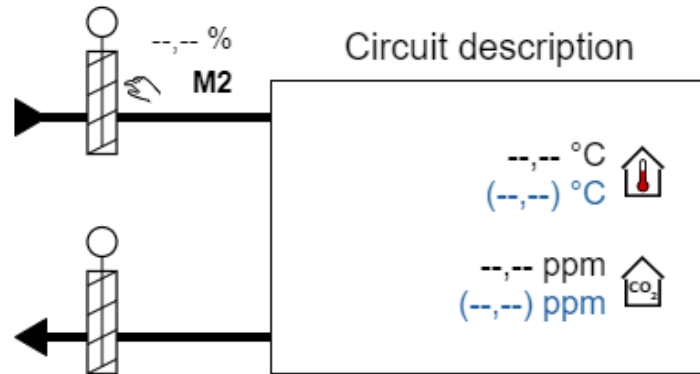 --,-- %
M2
Circuit description
--,-- °C
(--,--) °C
--,-- ppm
(--,--) ppm
CO2